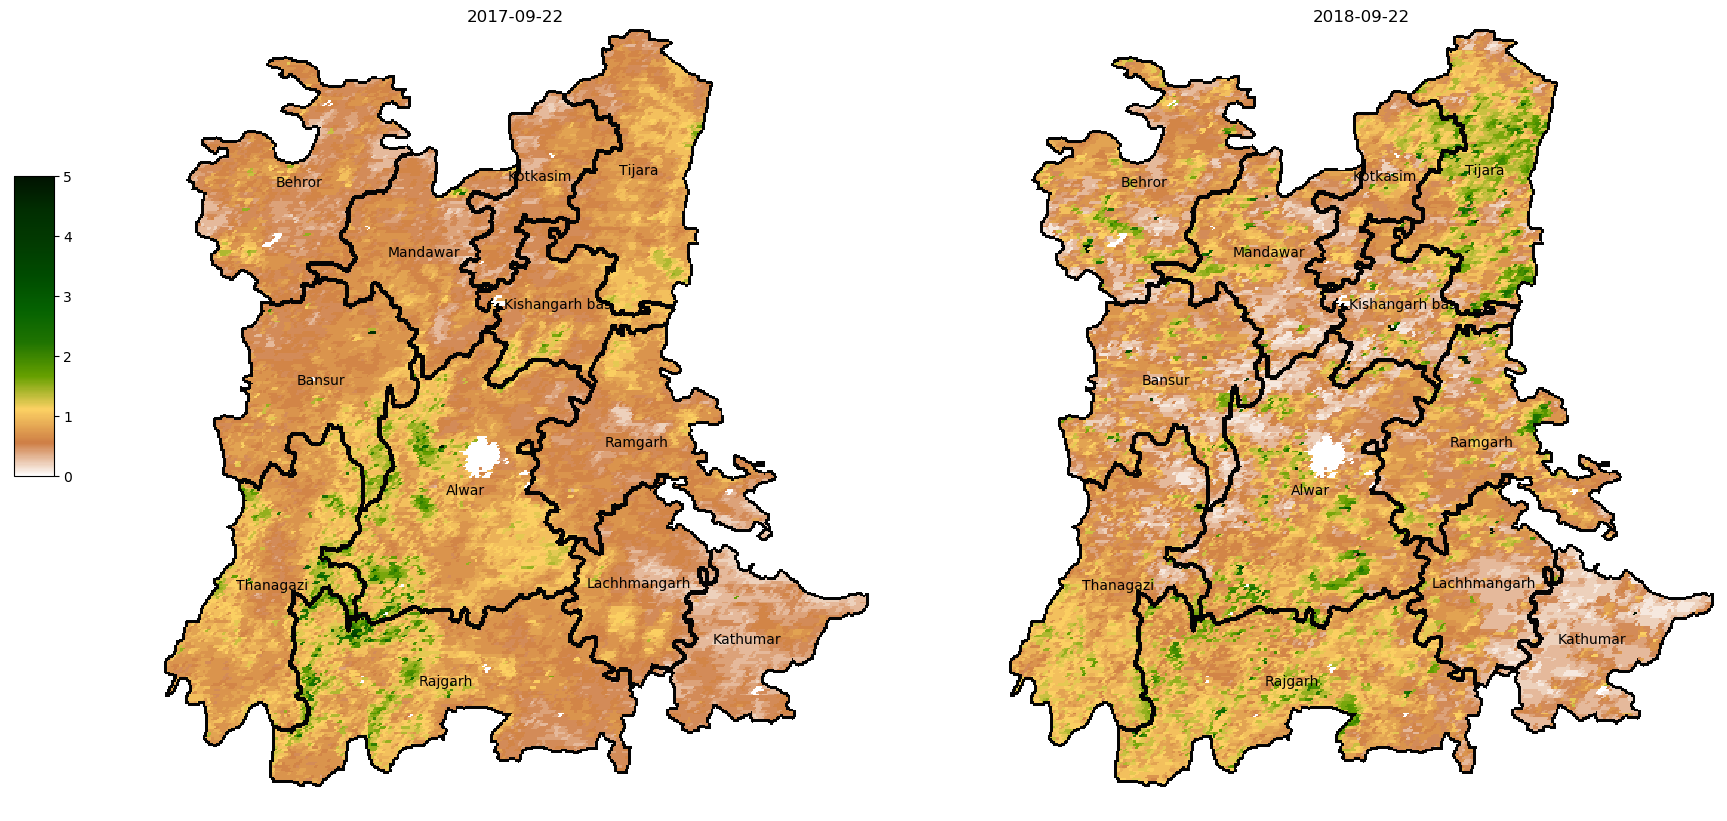 2017-09-22
2018-09-22
5
4
3
2
1
0
Behror
Kotkasim
Tijara
Mandawar
Kishangarh bas
Bansur
Ramgarh
Alwar
Thanagazi
Lachhmangarh
Kathumar
Rajgarh
Behror
Kotkasim
Tijara
Mandawar
Kishangarh bas
Bansur
Ramgarh
Alwar
Thanagazi
Lachhmangarh
Kathumar
Rajgarh